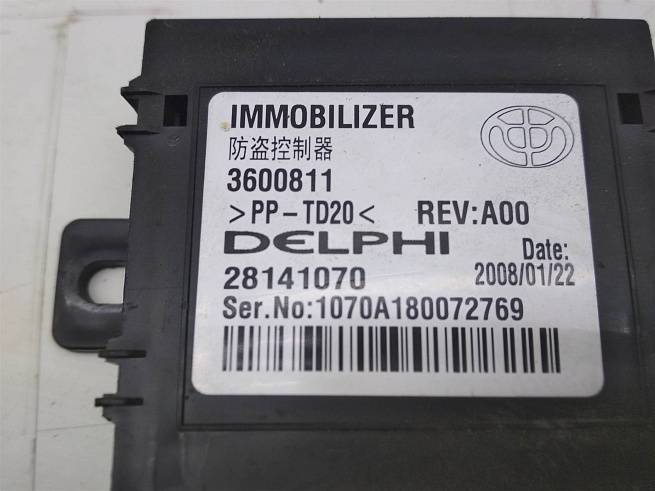 IMMOBILIZER
防盗控制器
3600811
>PP-TD20< REV:A00
DELPHI Date:
28141070 2008/01/22
Ser.No:1070A180072769